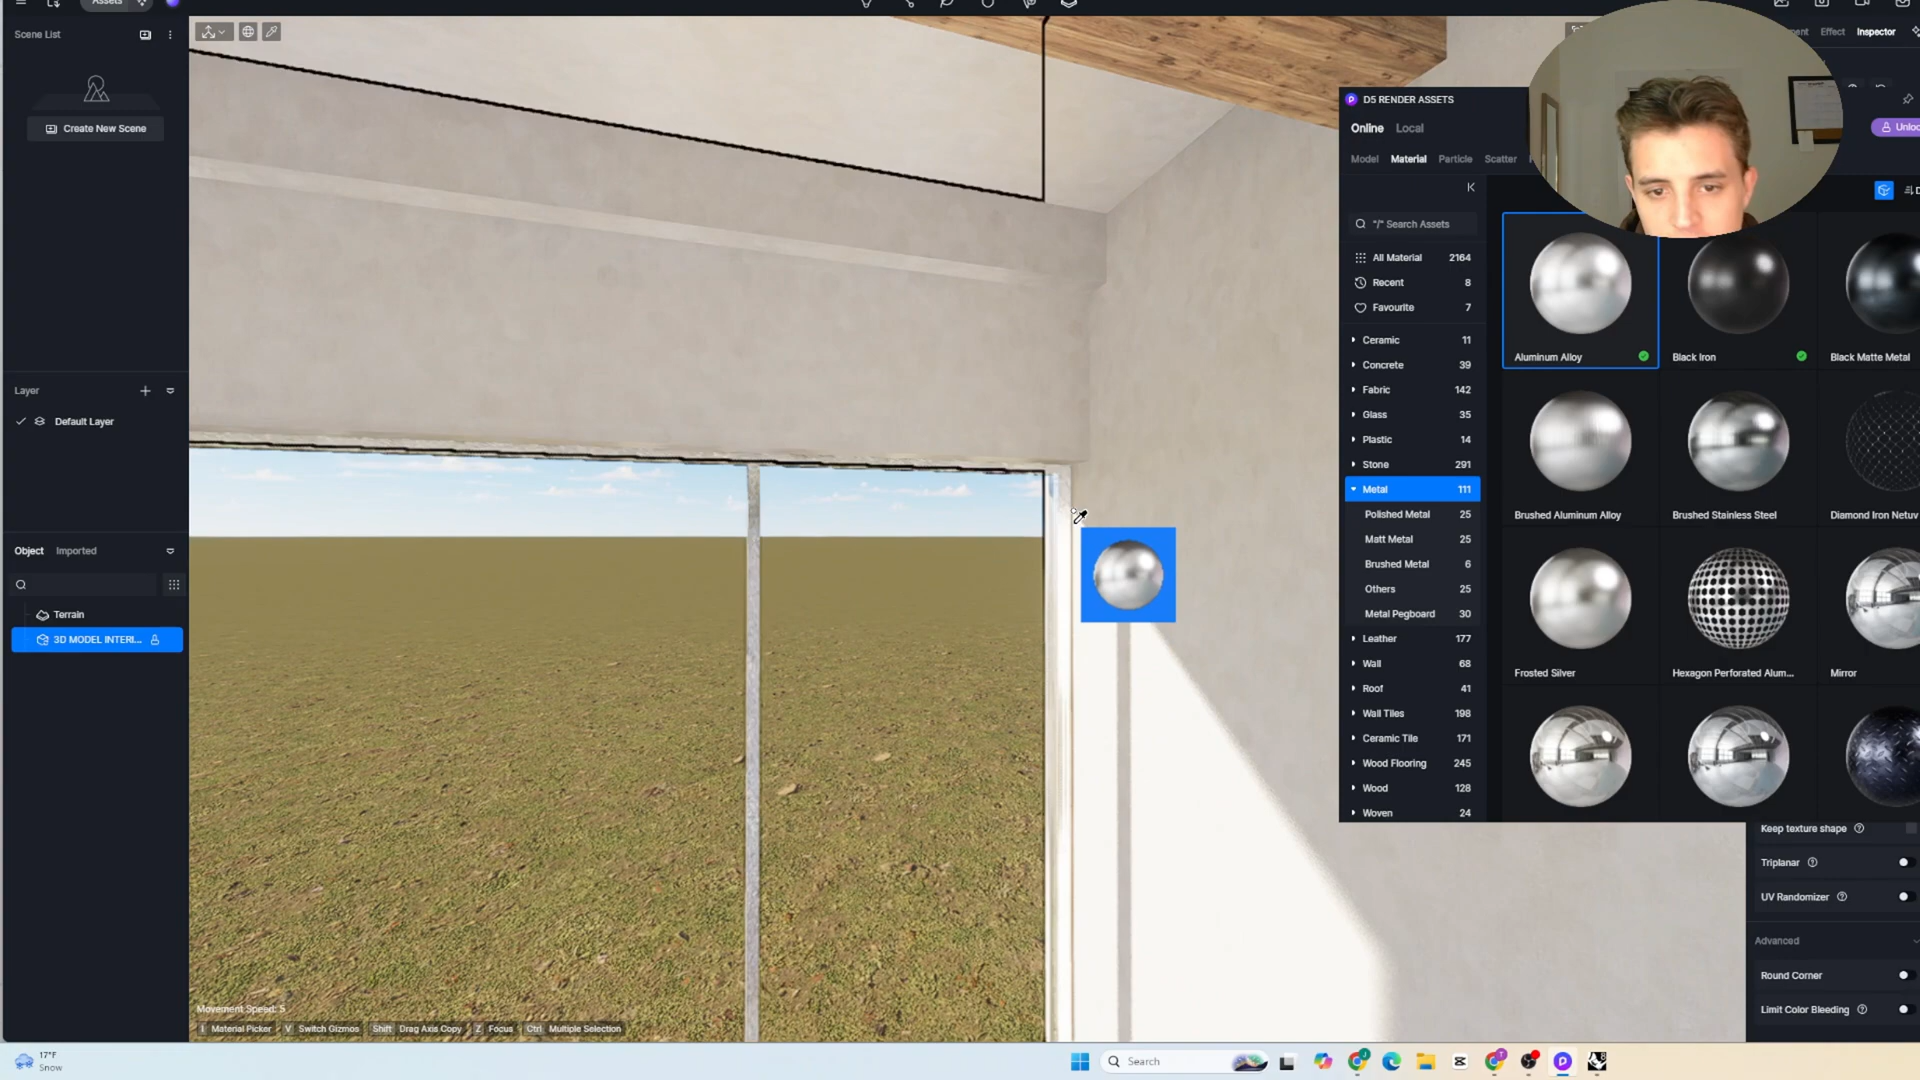 Assets
Scene List
Create New Scene
Layer
Default Layer
Object
Imported
Terrain
3D MODEL INTERI...
Movement Speed: 5
I Material Picker V Switch Gizmos Shift Drag Axis Copy Z Focus Ctrl Multiple Selection
Effect
Inspector
D5 RENDER ASSETS
Online
Local
Model
Material
Particle
Scatter
"/" Search Assets
All Material 2164
Recent 8
Favourite 7
Ceramic 11
Concrete 39
Fabric 142
Glass 35
Plastic 14
Stone 291
Metal 111
Polished Metal 25
Matt Metal 25
Brushed Metal 6
Others 25
Metal Pegboard 30
Leather 177
Wall 68
Roof 41
Wall Tiles 198
Ceramic Tile 171
Wood Flooring 245
Wood 128
Woven 24
Aluminum Alloy
Black Iron
Black Matte Metal
Brushed Aluminum Alloy
Brushed Stainless Steel
Diamond Iron Netuv
Frosted Silver
Hexagon Perforated Alum...
Mirror
Keep texture shape
Triplanar
UV Randomizer
Advanced
Round Corner
Limit Color Bleeding
17°F
Snow
Search